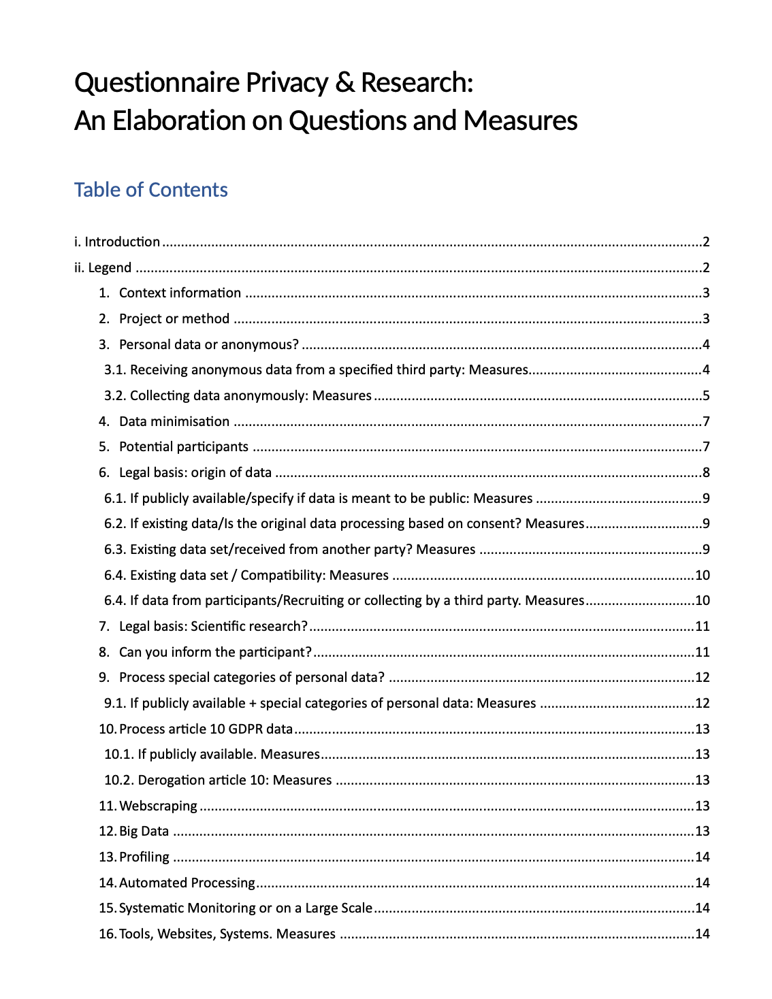 Questionnaire Privacy & Research:
An Elaboration on Questions and Measures
Table of Contents
i. Introduction ........ 2
ii. Legend ........ 2
1. Context information ........ 3
2. Project or method ........ 3
3. Personal data or anonymous? ........ 4
3.1. Receiving anonymous data from a specified third party: Measures ........ 4
3.2. Collecting data anonymously: Measures ........ 5
4. Data minimisation ........ 7
5. Potential participants ........ 7
6. Legal basis: origin of data ........ 8
6.1. If publicly available/specify if data is meant to be public: Measures ........ 9
6.2. If existing data/Is the original data processing based on consent? Measures ........ 9
6.3. Existing data set/received from another party? Measures ........ 9
6.4. Existing data set / Compatibility: Measures ........ 10
6.4. If data from participants/Recruiting or collecting by a third party. Measures ........ 10
7. Legal basis: Scientific research? ........ 11
8. Can you inform the participant? ........ 11
9. Process special categories of personal data? ........ 12
9.1. If publicly available + special categories of personal data: Measures ........ 12
10. Process article 10 GDPR data ........ 13
10.1. If publicly available. Measures ........ 13
10.2. Derogation article 10: Measures ........ 13
11. Webscraping ........ 13
12. Big Data ........ 13
13. Profiling ........ 14
14. Automated Processing ........ 14
15. Systematic Monitoring or on a Large Scale ........ 14
16. Tools, Websites, Systems. Measures ........ 14